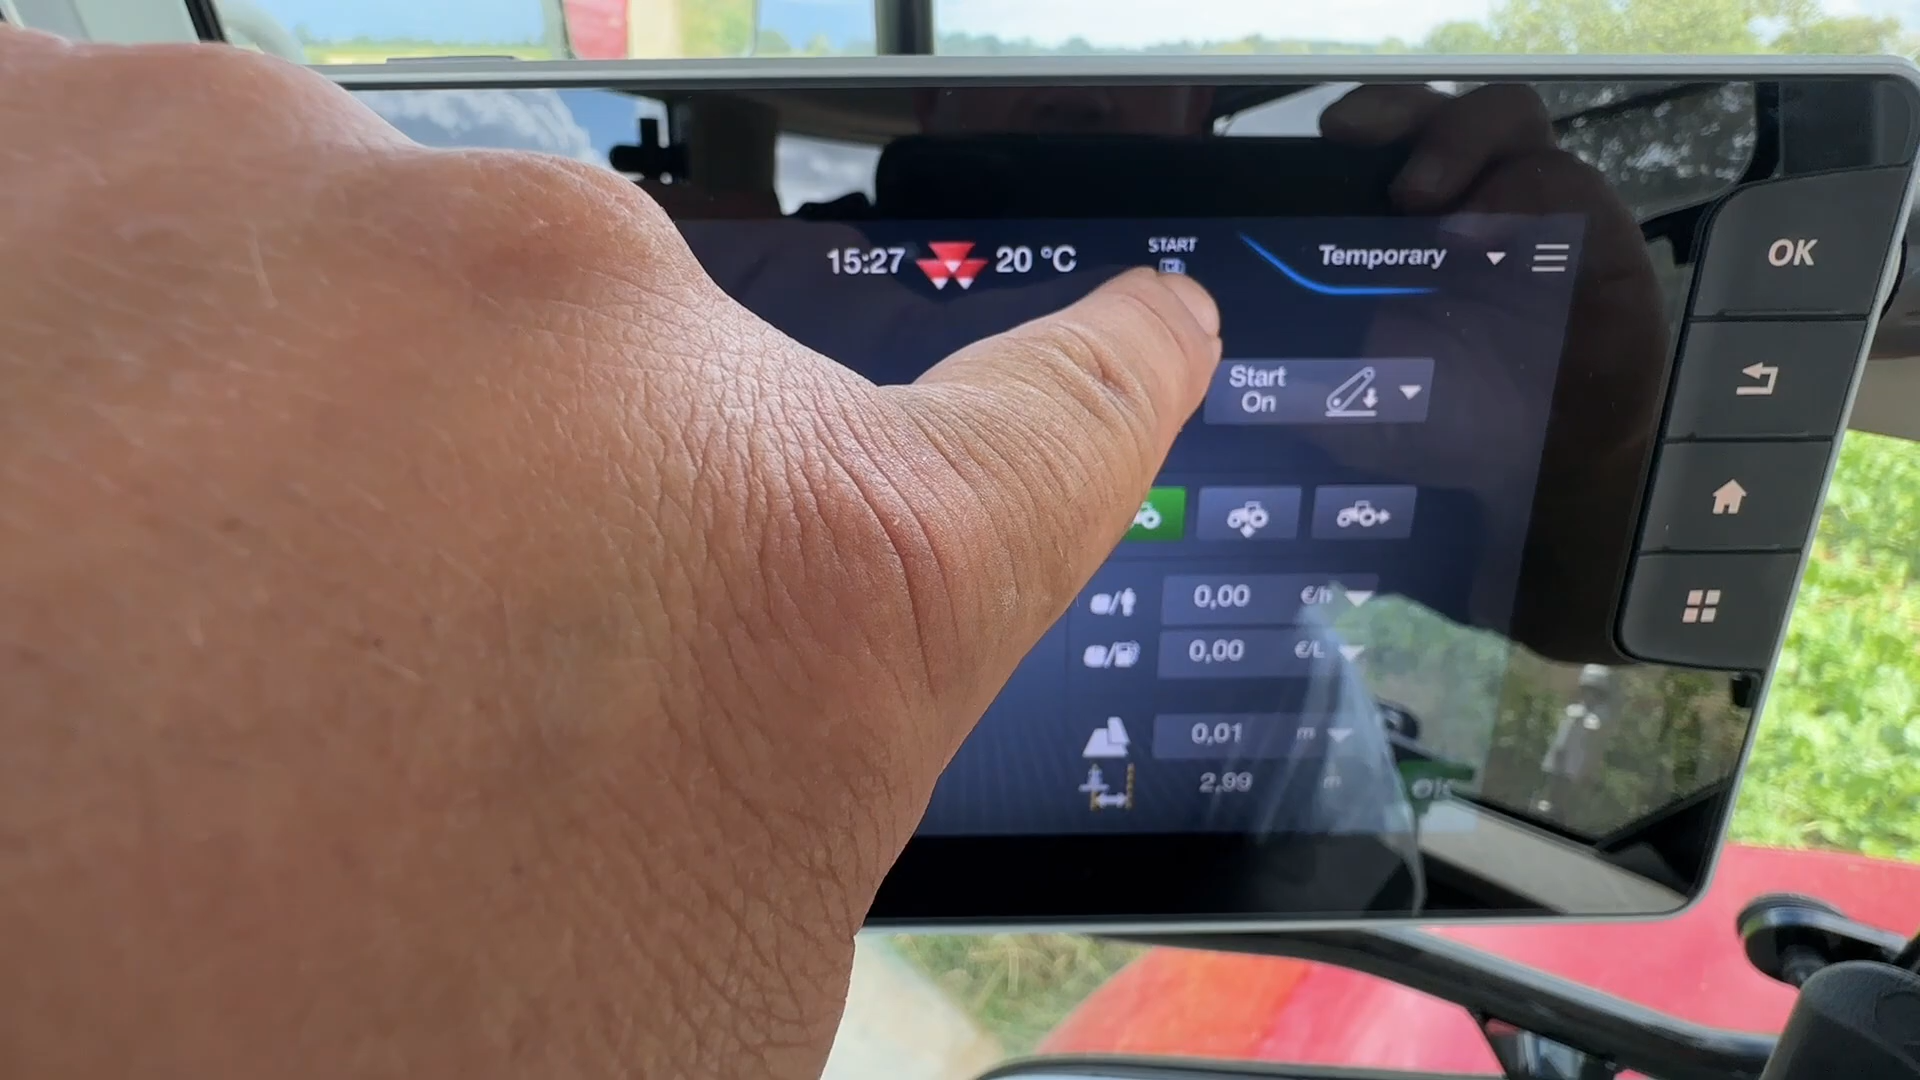 15:27
20 °C
START
Temporary
OK
Start
On
0,00 €/h
0,00 €/L
0,01 m
2,99 m